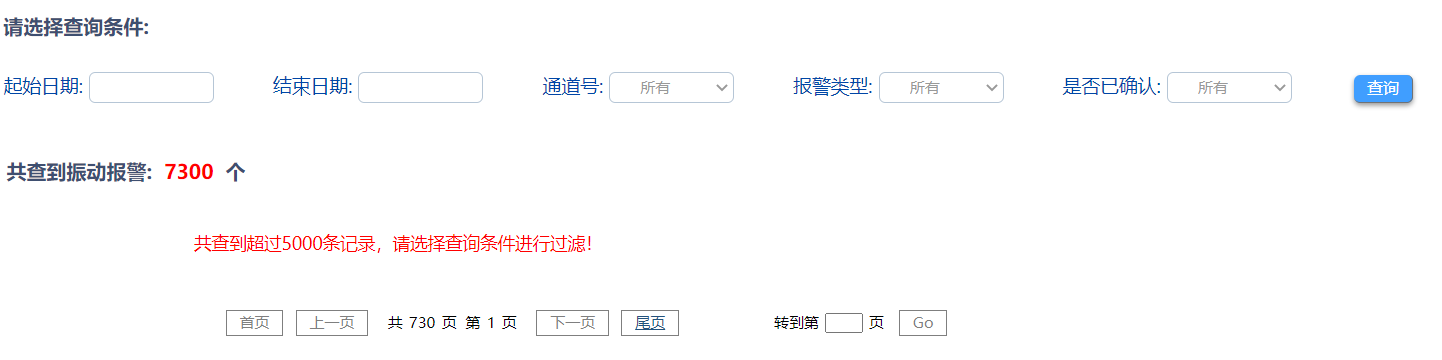 请选择查询条件:
起始日期: 结束日期: 通道号: 所有 报警类型: 所有 是否已确认: 所有 查询
共查到振动报警: 7300 个
共查到超过5000条记录，请选择查询条件进行过滤！
首页 上一页 共 730 页 第 1 页 下一页 尾页 转到第 页 Go